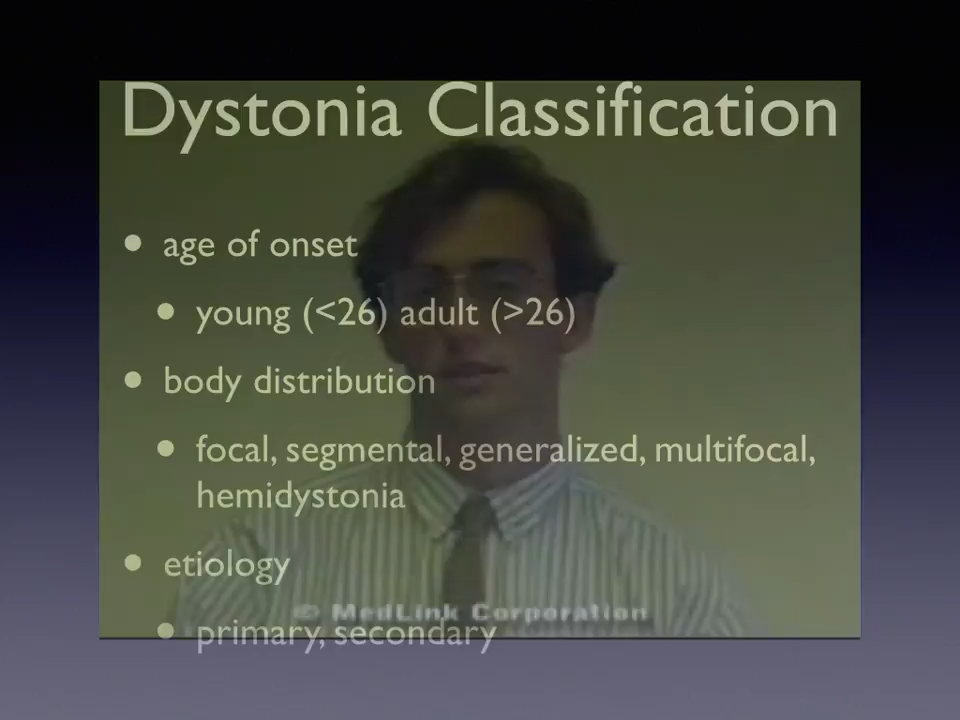 Dystonia Classification
• age of onset
• young (<26) adult (>26)
• body distribution
• focal, segmental, generalized, multifocal,
hemidystonia
• etiology
© MedLink Corporation
• primary, secondary